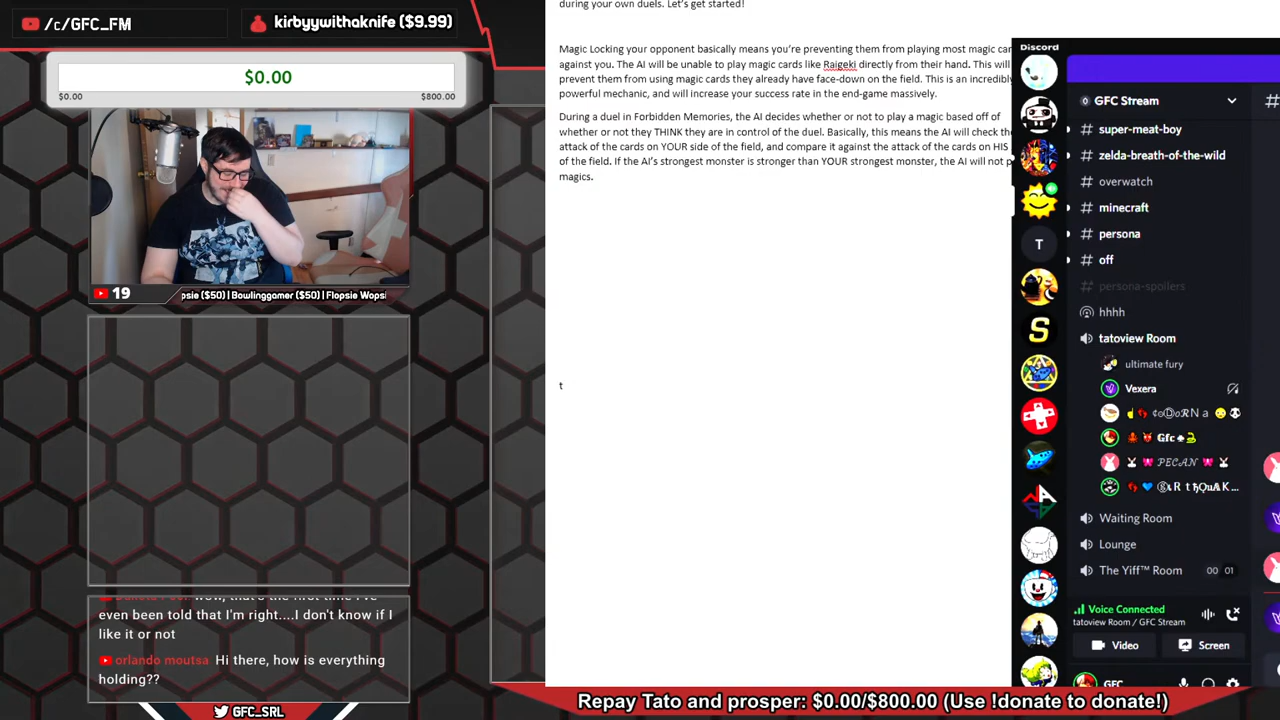 /c/GFC_FM
kirbyywithaknife ($9.99)
$0.00
$0.00
$800.00
19
psie ($50) | Bowlinggamer ($50) | Flopsie Wopsi
even been told that I'm right....I don't know if I
like it or not
orlando moutsa Hi there, how is everything
holding??
GFC_SRL
during your own duels. Let's get started!
Magic Locking your opponent basically means you're preventing them from playing most magic car
against you. The AI will be unable to play magic cards like Raigeki directly from their hand. This will
prevent them from using magic cards they already have face-down on the field. This is an incredibly
powerful mechanic, and will increase your success rate in the end-game massively.
During a duel in Forbidden Memories, the AI decides whether or not to play a magic based off of
whether or not they THINK they are in control of the duel. Basically, this means the AI will check the
attack of the cards on YOUR side of the field, and compare it against the attack of the cards on HIS
of the field. If the AI's strongest monster is stronger than YOUR strongest monster, the AI will not p
magics.
t
Discord
GFC Stream
# super-meat-boy
# zelda-breath-of-the-wild
# overwatch
# minecraft
# persona
# off
# persona-spoilers
hhhh
tatoview Room
ultimate fury
Vexera
Gfc
PECAN
Waiting Room
Lounge
The Yiff™ Room 00 01
Voice Connected
tatoview Room / GFC Stream
Video
Screen
GFC
T
S
Repay Tato and prosper: $0.00/$800.00 (Use !donate to donate!)